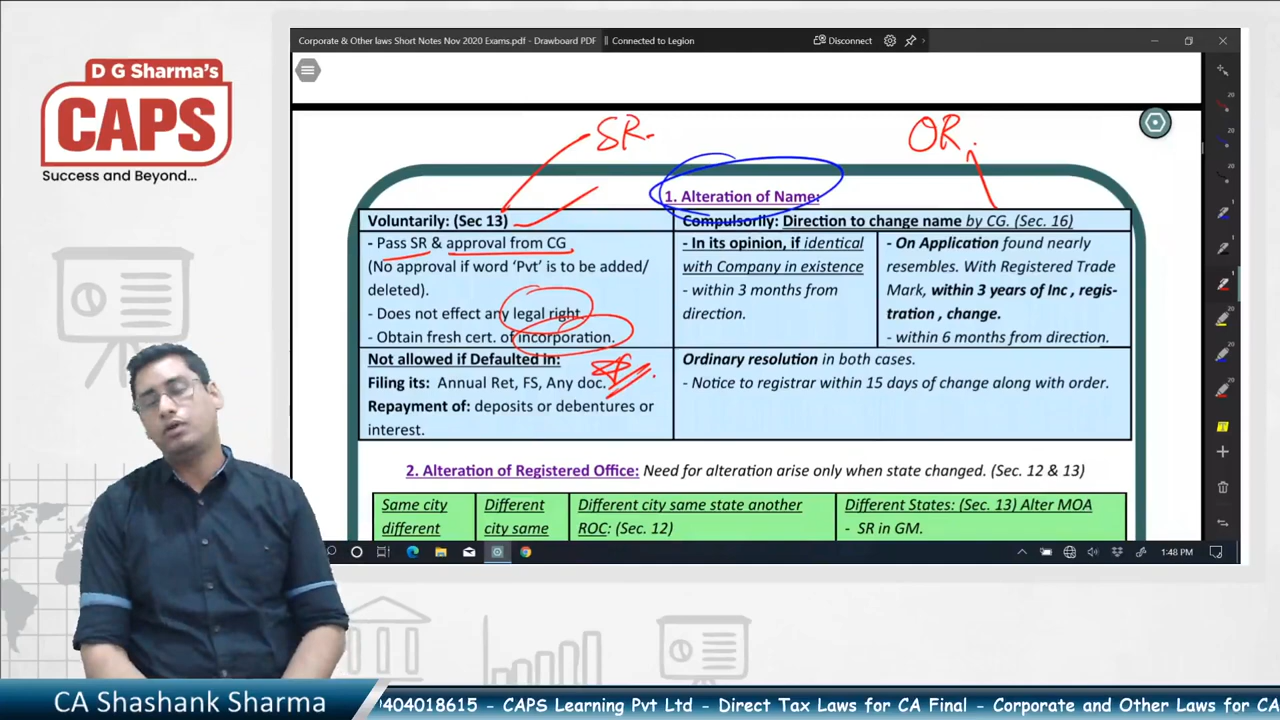 D G Sharma's
CAPS
Success and Beyond...
Corporate & Other laws Short Notes Nov 2020 Exams.pdf - Drawboard PDF
Connected to Legion
Disconnect
SR.
OR.
1. Alteration of Name:
Voluntarily: (Sec 13)
- Pass SR & approval from CG
(No approval if word 'Pvt' is to be added/
deleted).
- Does not effect any legal right.
- Obtain fresh cert. of incorporation.
Compulsorily: Direction to change name by CG. (Sec. 16)
- In its opinion, if identical
with Company in existence
- within 3 months from
direction.
- On Application found nearly
resembles. With Registered Trade
Mark, within 3 years of Inc , regis-
tration , change.
- within 6 months from direction.
Not allowed if Defaulted in:
Filing its: Annual Ret, FS, Any doc.
Repayment of: deposits or debentures or
interest.
Ordinary resolution in both cases.
- Notice to registrar within 15 days of change along with order.
2. Alteration of Registered Office: Need for alteration arise only when state changed. (Sec. 12 & 13)
Same city
different
Different
city same
Different city same state another
ROC: (Sec. 12)
Different States: (Sec. 13) Alter MOA
- SR in GM.
1:48 PM
CA Shashank Sharma
9404018615 - CAPS Learning Pvt Ltd - Direct Tax Laws for CA Final - Corporate and Other Laws for CA